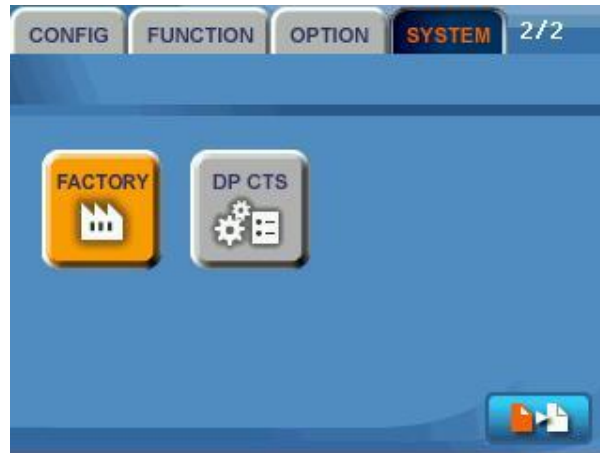 CONFIG FUNCTION OPTION SYSTEM 2/2
FACTORY DP CTS